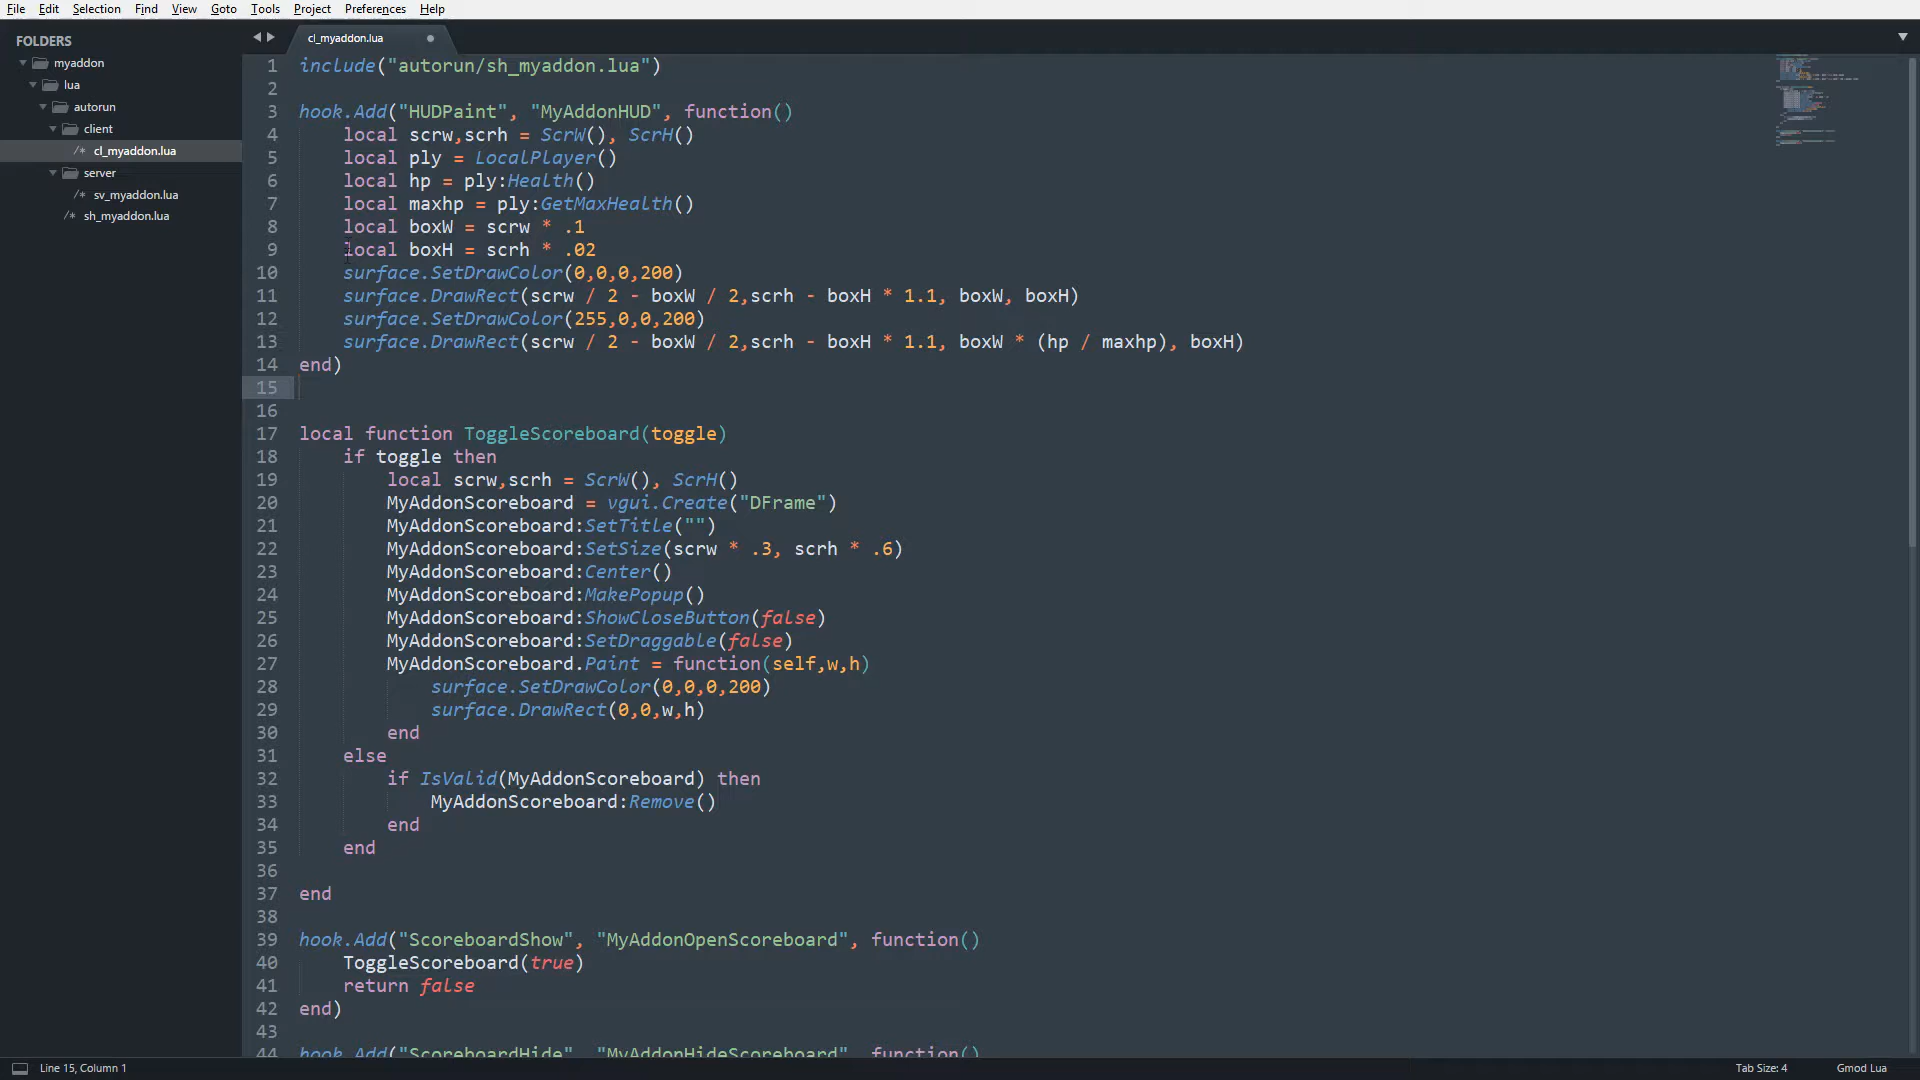 File Edit Selection Find View Goto Tools Project Preferences Help
FOLDERS
myaddon
lua
autorun
client
/* cl_myaddon.lua
server
/* sv_myaddon.lua
/* sh_myaddon.lua
cl_myaddon.lua
1 include("autorun/sh_myaddon.lua")
2
3 hook.Add("HUDPaint", "MyAddonHUD", function()
4 local scrw,scrh = ScrW(), ScrH()
5 local ply = LocalPlayer()
6 local hp = ply:Health()
7 local maxhp = ply:GetMaxHealth()
8 local boxW = scrw * .1
9 local boxH = scrh * .02
10 surface.SetDrawColor(0,0,0,200)
11 surface.DrawRect(scrw / 2 - boxW / 2,scrh - boxH * 1.1, boxW, boxH)
12 surface.SetDrawColor(255,0,0,200)
13 surface.DrawRect(scrw / 2 - boxW / 2,scrh - boxH * 1.1, boxW * (hp / maxhp), boxH)
14 end)
15
16
17 local function ToggleScoreboard(toggle)
18 if toggle then
19 local scrw,scrh = ScrW(), ScrH()
20 MyAddonScoreboard = vgui.Create("DFrame")
21 MyAddonScoreboard:SetTitle("")
22 MyAddonScoreboard:SetSize(scrw * .3, scrh * .6)
23 MyAddonScoreboard:Center()
24 MyAddonScoreboard:MakePopup()
25 MyAddonScoreboard:ShowCloseButton(false)
26 MyAddonScoreboard:SetDraggable(false)
27 MyAddonScoreboard.Paint = function(self,w,h)
28 surface.SetDrawColor(0,0,0,200)
29 surface.DrawRect(0,0,w,h)
30 end
31 else
32 if IsValid(MyAddonScoreboard) then
33 MyAddonScoreboard:Remove()
34 end
35 end
36
37 end
38
39 hook.Add("ScoreboardShow", "MyAddonOpenScoreboard", function()
40 ToggleScoreboard(true)
41 return false
42 end)
43
44 hook.Add("ScoreboardHide", "MyAddonHideScoreboard", function()
Line 15, Column 1 Tab Size: 4 Gmod Lua